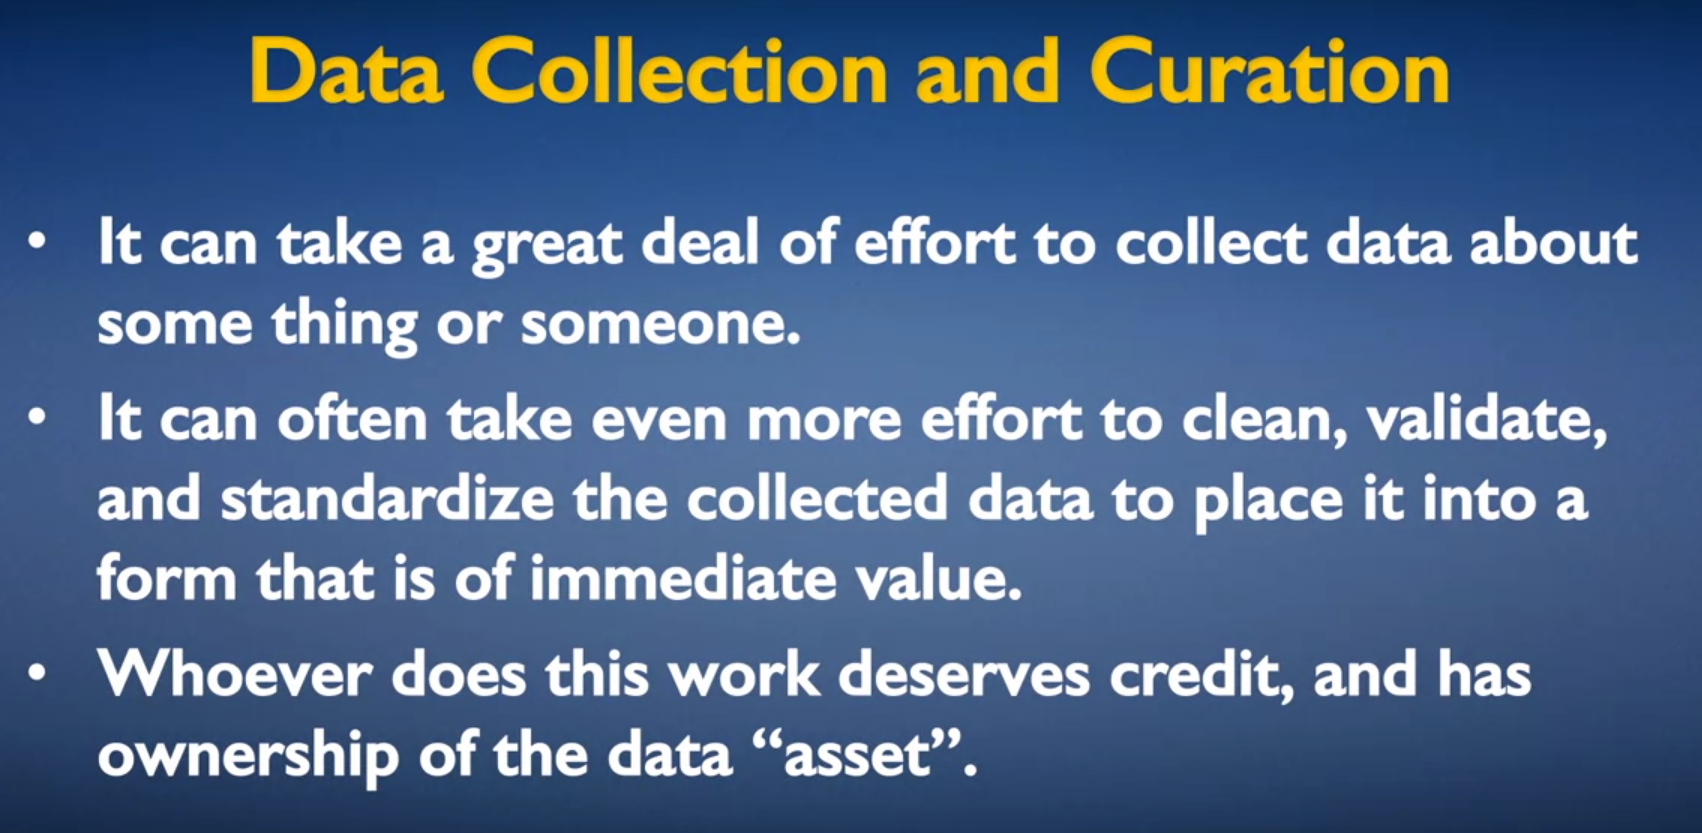 Data Collection and Curation
• It can take a great deal of effort to collect data about
some thing or someone.
• It can often take even more effort to clean, validate,
and standardize the collected data to place it into a
form that is of immediate value.
• Whoever does this work deserves credit, and has
ownership of the data “asset”.